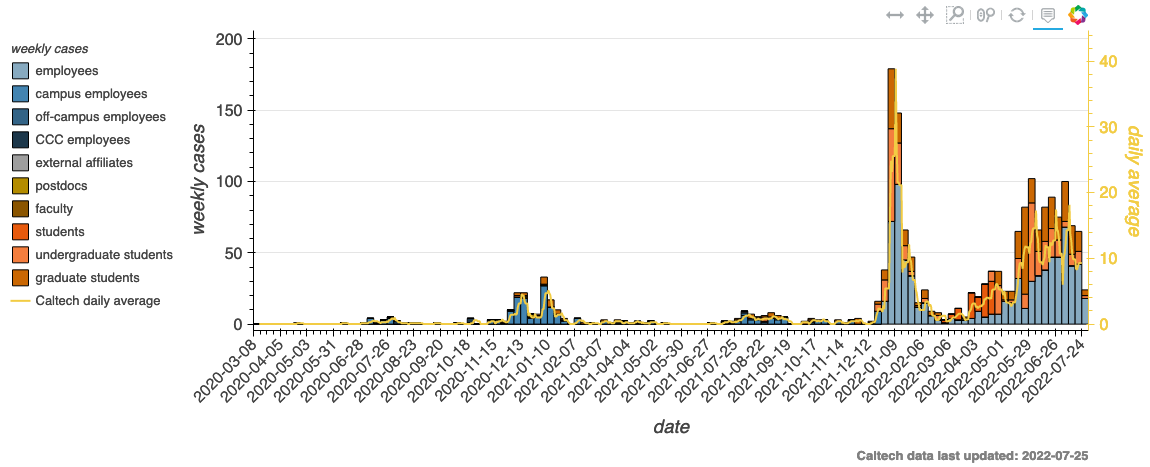 weekly cases
employees
campus employees
off-campus employees
CCC employees
external affiliates
postdocs
faculty
students
undergraduate students
graduate students
Caltech daily average
weekly cases
200
150
100
50
0
daily average
40
30
20
10
0
2020-03-08
2020-04-05
2020-05-03
2020-05-31
2020-06-28
2020-07-26
2020-08-23
2020-09-20
2020-10-18
2020-11-15
2020-12-13
2021-01-10
2021-02-07
2021-03-07
2021-04-04
2021-05-02
2021-05-30
2021-06-27
2021-07-25
2021-08-22
2021-09-19
2021-10-17
2021-11-14
2021-12-12
2022-01-09
2022-02-06
2022-03-06
2022-04-03
2022-05-01
2022-05-29
2022-06-26
2022-07-24
date
Caltech data last updated: 2022-07-25